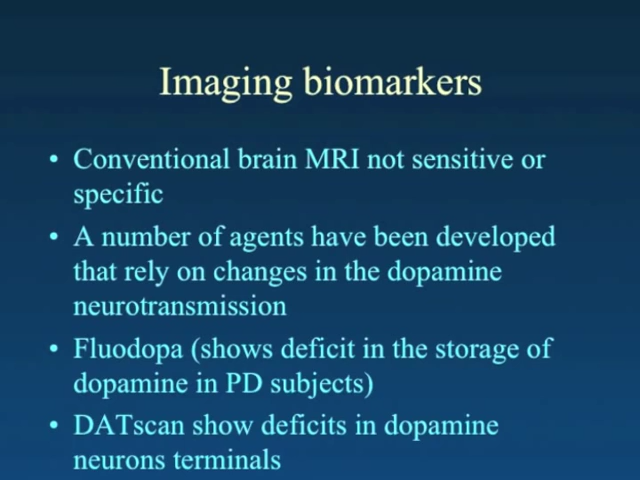 Imaging biomarkers
• Conventional brain MRI not sensitive or
specific
• A number of agents have been developed
that rely on changes in the dopamine
neurotransmission
• Fluodopa (shows deficit in the storage of
dopamine in PD subjects)
• DATscan show deficits in dopamine
neurons terminals